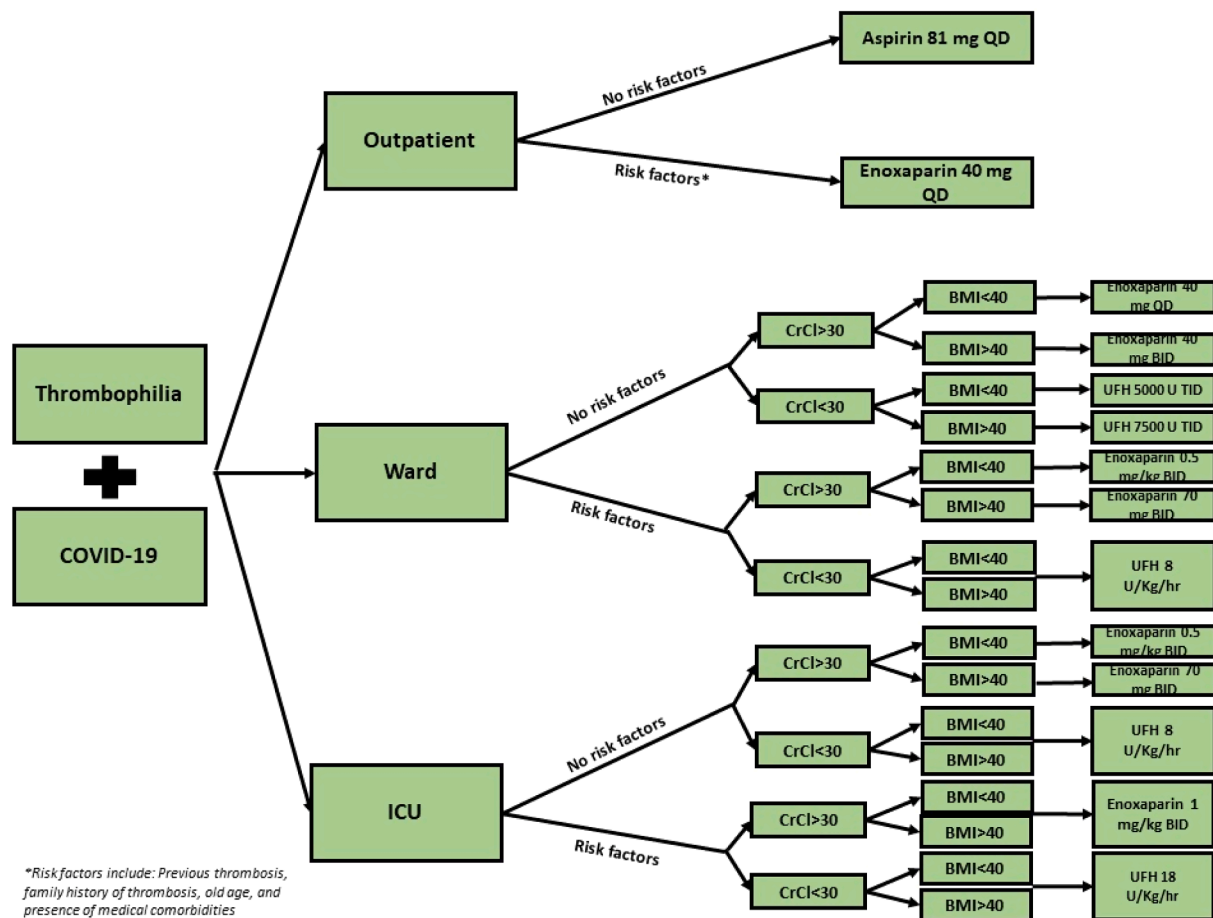 Thrombophilia
COVID-19
Outpatient
No risk factors
Aspirin 81 mg QD
Risk factors*
Enoxaparin 40 mg
QD
Ward
No risk factors
CrCl>30
BMI<40
Enoxaparin 40
mg QD
BMI>40
Enoxaparin 40
mg BID
CrCl<30
BMI<40
UFH 5000 U TID
BMI>40
UFH 7500 U TID
Risk factors
CrCl>30
BMI<40
Enoxaparin 0.5
mg/kg BID
BMI>40
Enoxaparin 70
mg BID
CrCl<30
BMI<40
BMI>40
UFH 8
U/Kg/hr
ICU
No risk factors
CrCl>30
BMI<40
Enoxaparin 0.5
mg/kg BID
BMI>40
Enoxaparin 70
mg BID
CrCl<30
BMI<40
BMI>40
UFH 8
U/Kg/hr
Risk factors
CrCl>30
BMI<40
BMI>40
Enoxaparin 1
mg/kg BID
CrCl<30
BMI<40
BMI>40
UFH 18
U/Kg/hr
*Risk factors include: Previous thrombosis,
family history of thrombosis, old age, and
presence of medical comorbidities